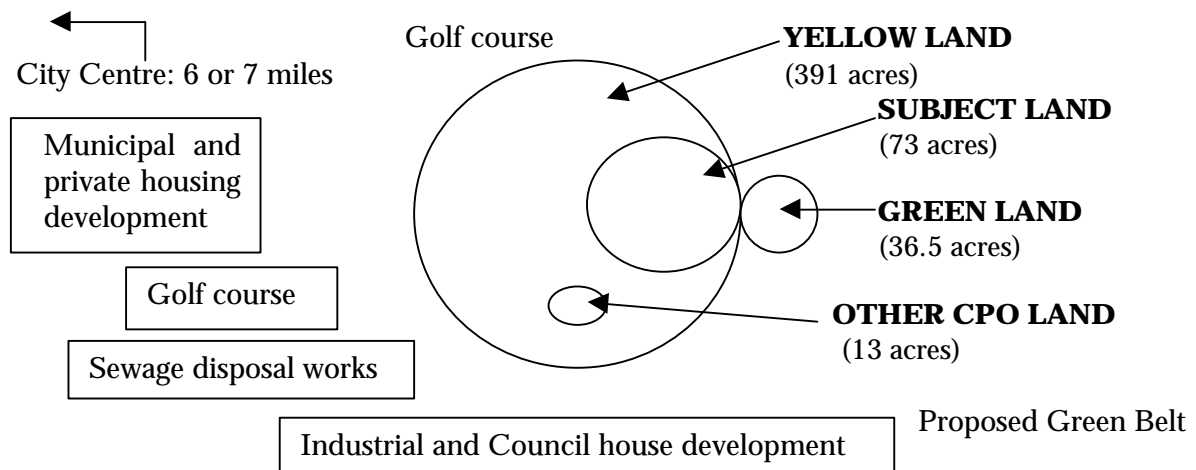 Golf course
YELLOW LAND
(391 acres)
City Centre: 6 or 7 miles
SUBJECT LAND
(73 acres)
Municipal and
private housing
development
GREEN LAND
(36.5 acres)
Golf course
OTHER CPO LAND
(13 acres)
Sewage disposal works
Proposed Green Belt
Industrial and Council house development